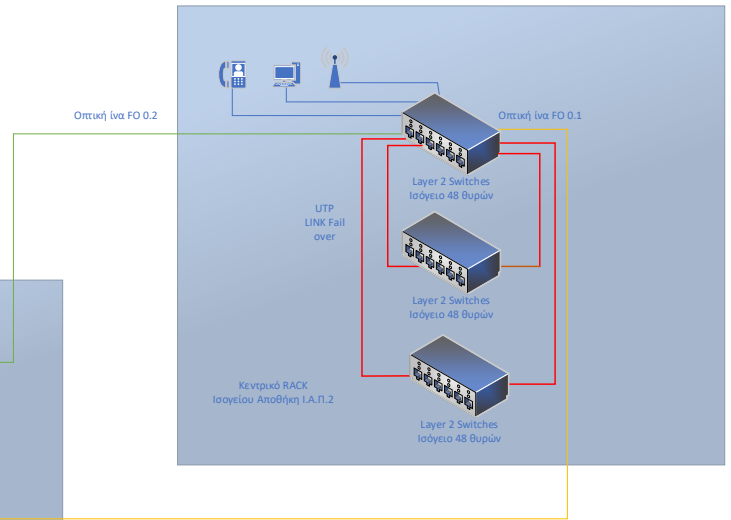 Οπτική ίνα FO 0.2
Οπτική ίνα FO 0.1
Layer 2 Switches
Ισόγειο 48 θυρών
UTP
LINK Fail
over
Layer 2 Switches
Ισόγειο 48 θυρών
Κεντρικό RACK
Ισογείου Αποθήκη Ι.Α.Π.2
Layer 2 Switches
Ισόγειο 48 θυρών